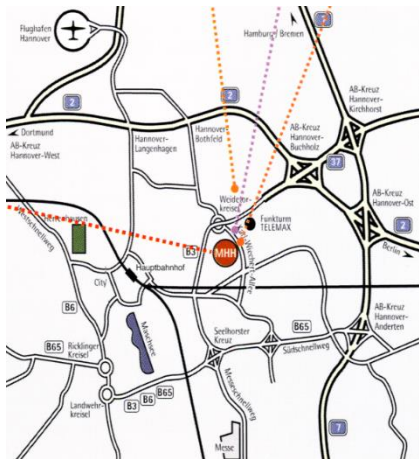 Flughafen
Hannover
Hamburg / Bremen
7
2
2
Dortmund
AB-Kreuz
Hannover-West
Hannover-
Langenhagen
Hannover-
Bothfeld
AB-Kreuz
Hannover-
Buchholz
AB-Kreuz
Hannover-
Kirchhorst
37
AB-Kreuz
Hannover-Ost
2
Berlin
Funkturm
TELEMAX
kreisel
Westschnellweg
B3
MHH
Hauptbahnhof
City
B6
Maschsee
B65
Ricklinger
Kreisel
Seelhorster
Kreuz
B65
Südschnellweg
AB-Kreuz
Hannover-
Anderten
Landwehr-
kreisel
B3
B6
B65
Messeschnellweg
Messe
7